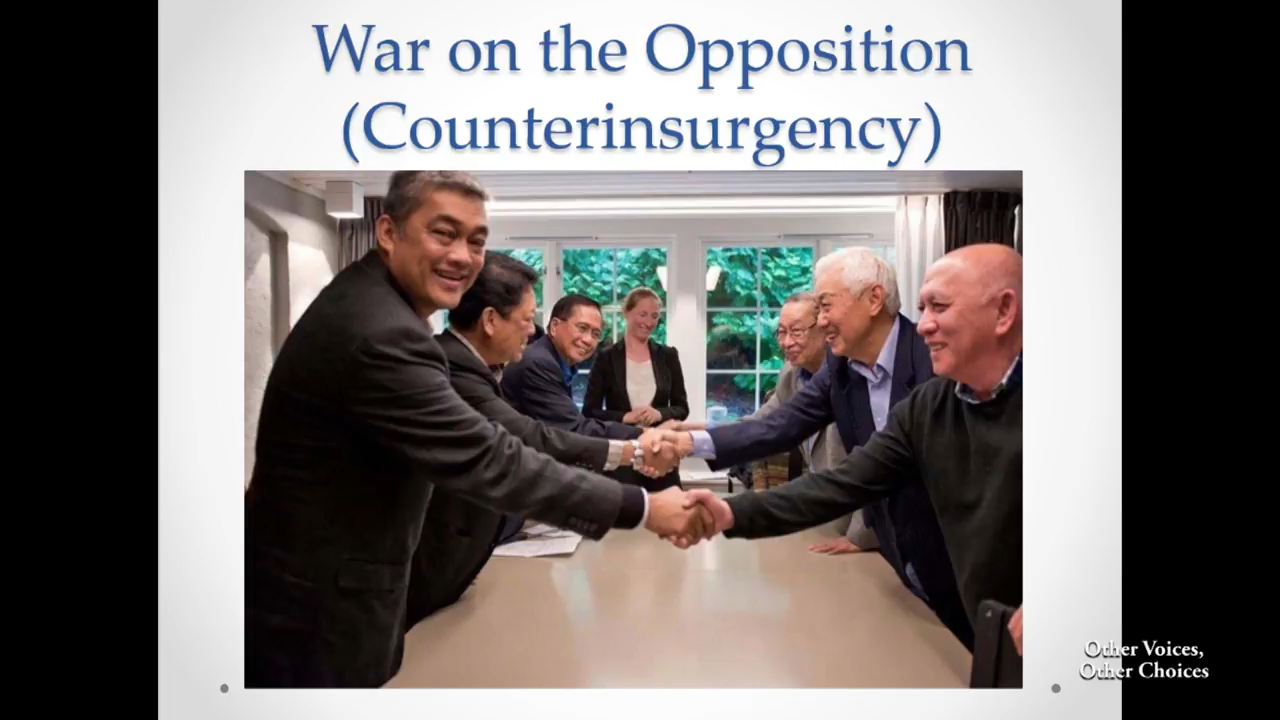 War on the Opposition
(Counterinsurgency)
Other Voices,
Other Choices